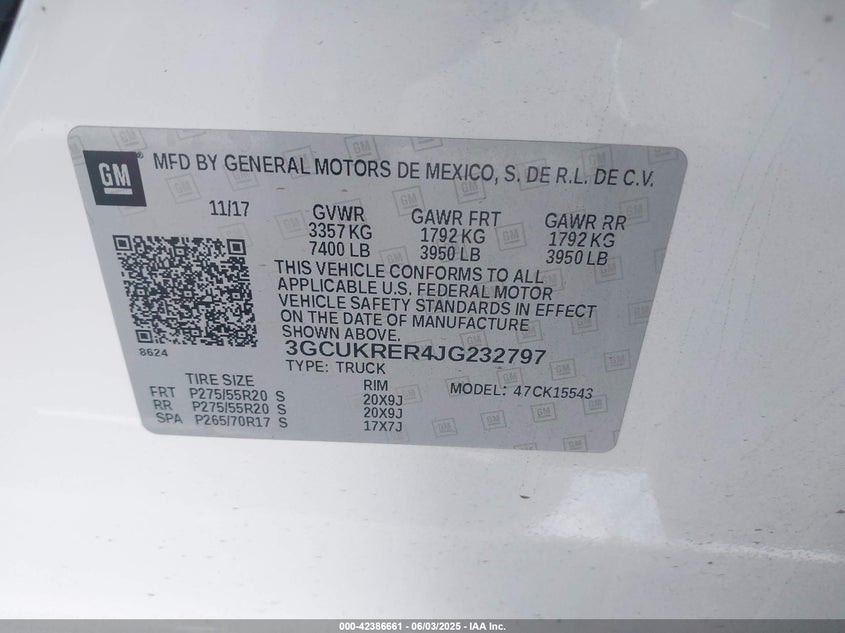 GM ® MFD BY GENERAL MOTORS DE MEXICO, S. DE R.L. DE C.V.
11/17
GVWR GAWR FRT GAWR RR
3357 KG 1792 KG 1792 KG
7400 LB 3950 LB 3950 LB
THIS VEHICLE CONFORMS TO ALL
APPLICABLE U.S. FEDERAL MOTOR
VEHICLE SAFETY STANDARDS IN EFFECT
ON THE DATE OF MANUFACTURE
SHOWN ABOVE.
8624
3GCUKRER4JG232797
TYPE: TRUCK
TIRE SIZE RIM MODEL: 47CK15543
FRT P275/55R20 S 20X9J
RR P275/55R20 S 20X9J
SPA P265/70R17 S 17X7J
000-42386661 - 06/03/2025 - IAA Inc.